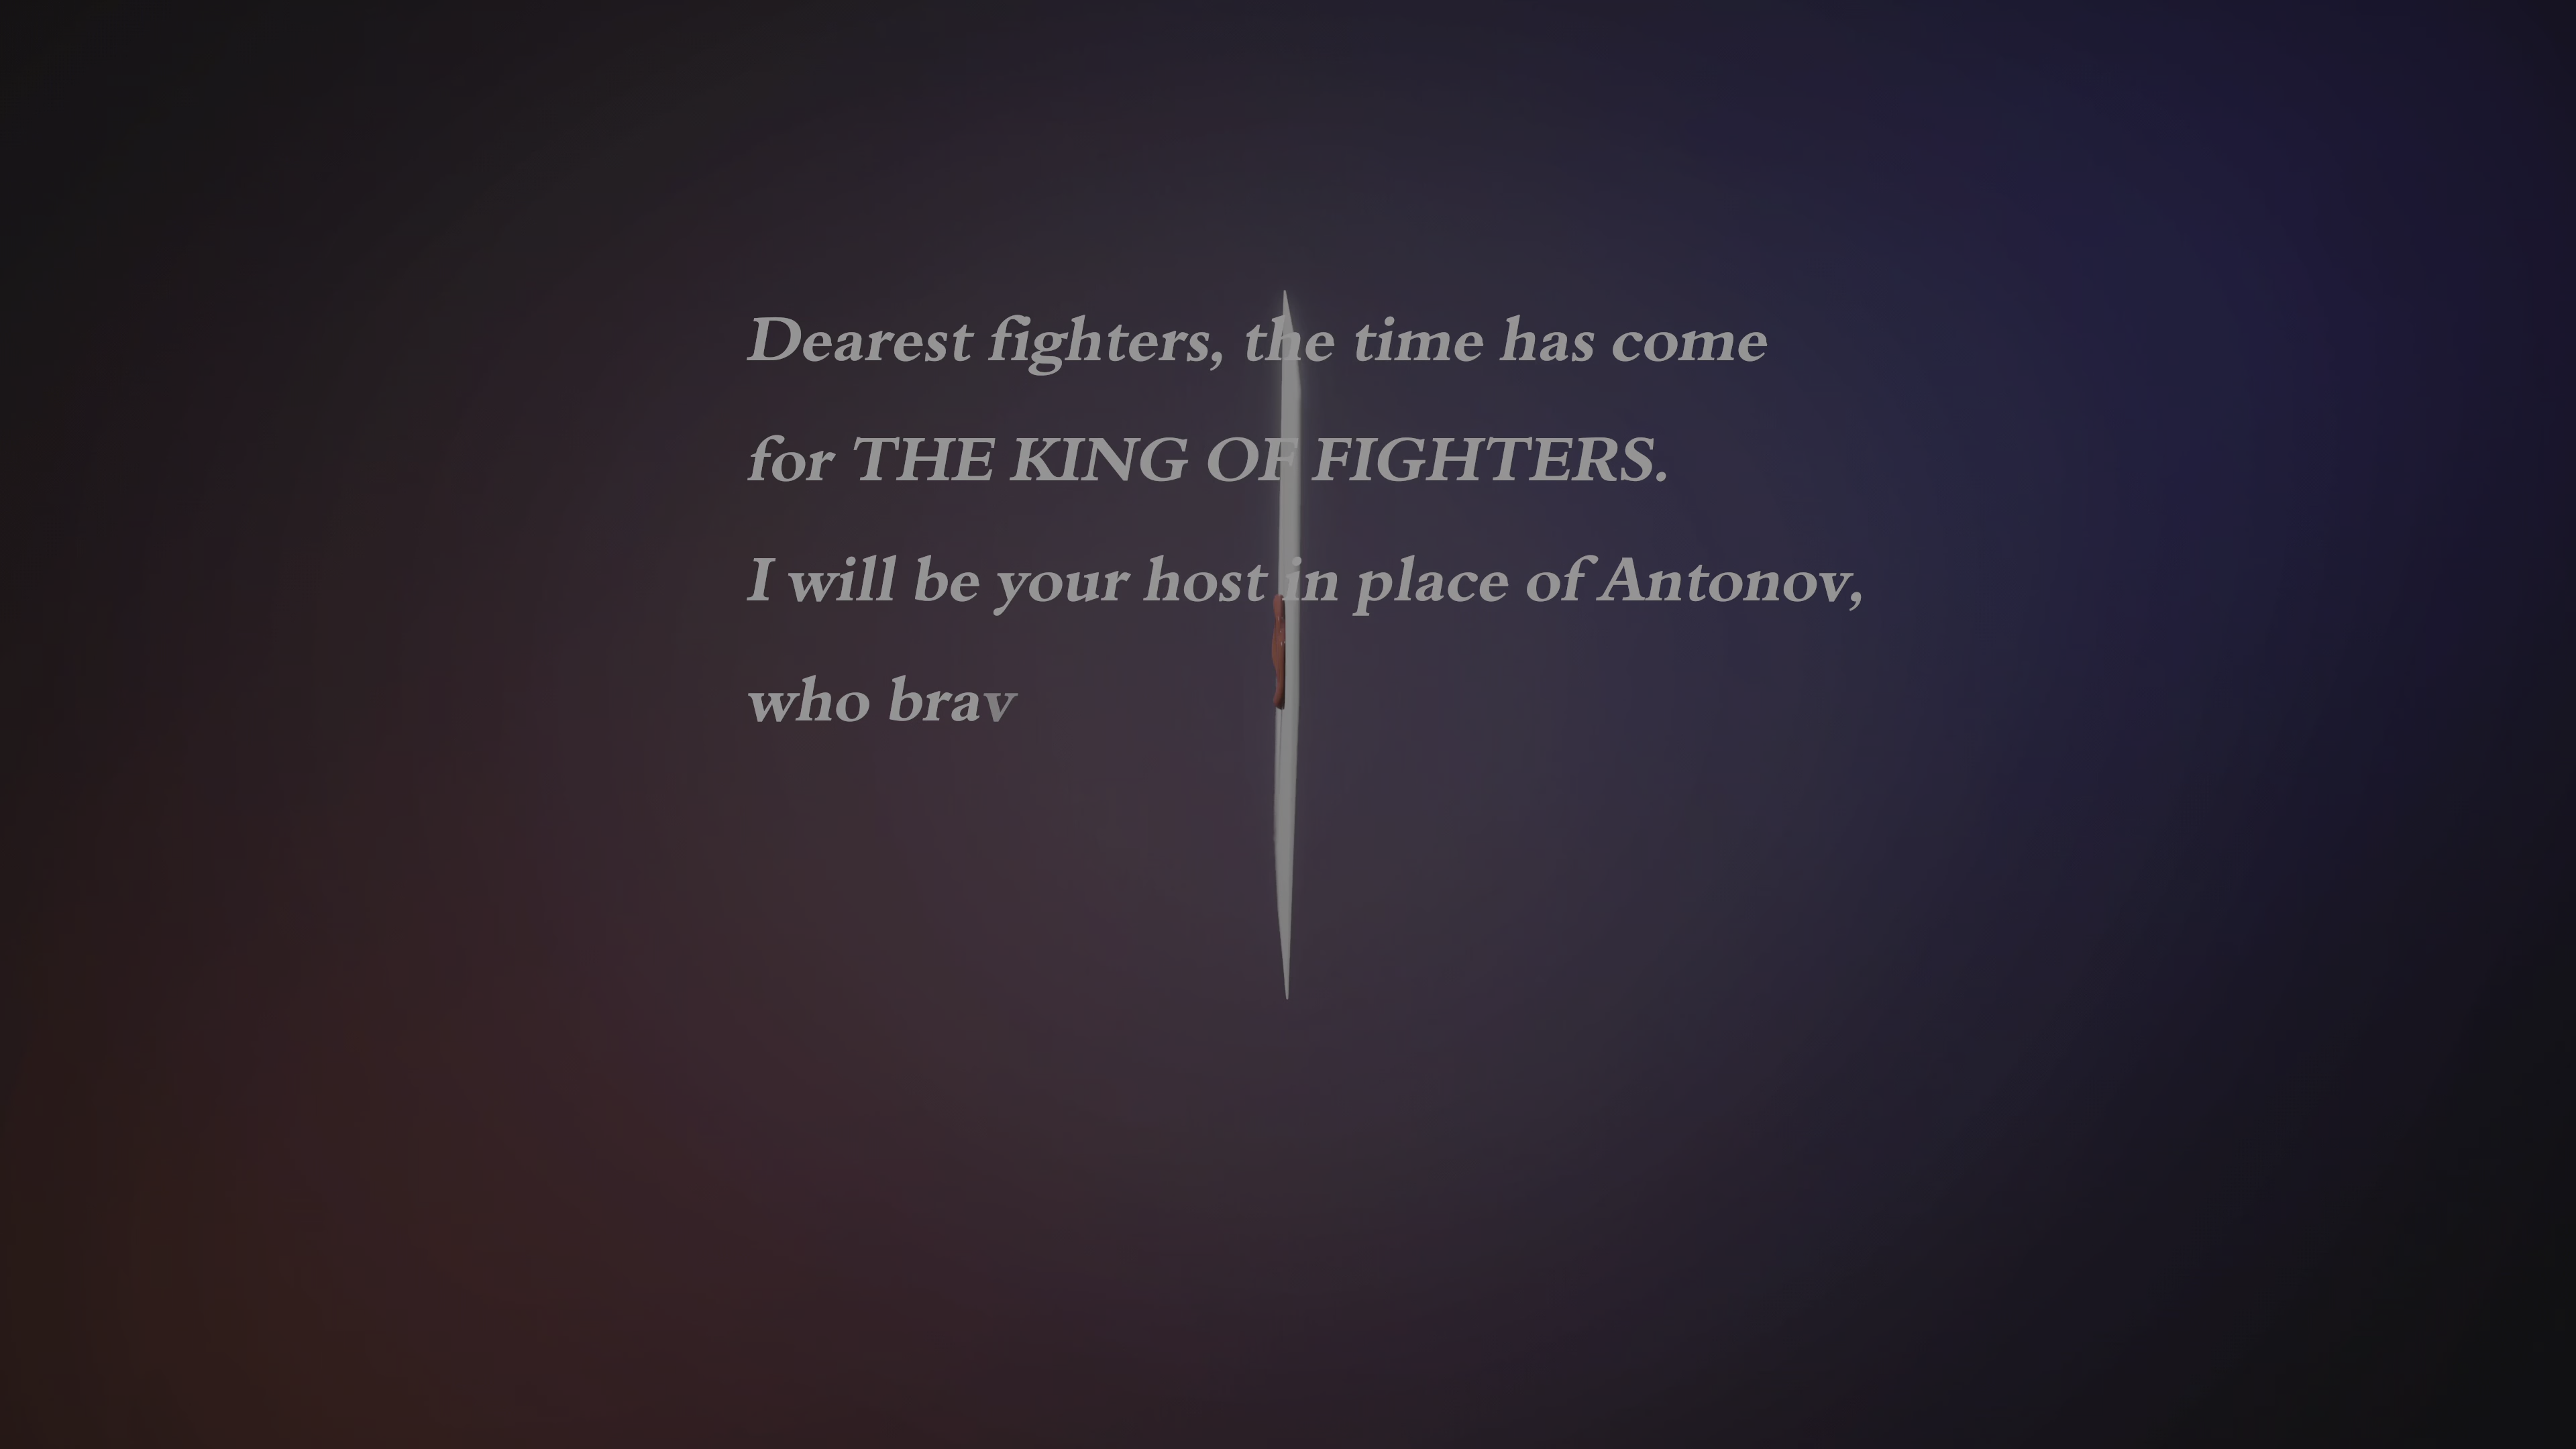 Dearest fighters, the time has come
for THE KING OF FIGHTERS.
I will be your host in place of Antonov,
who brav